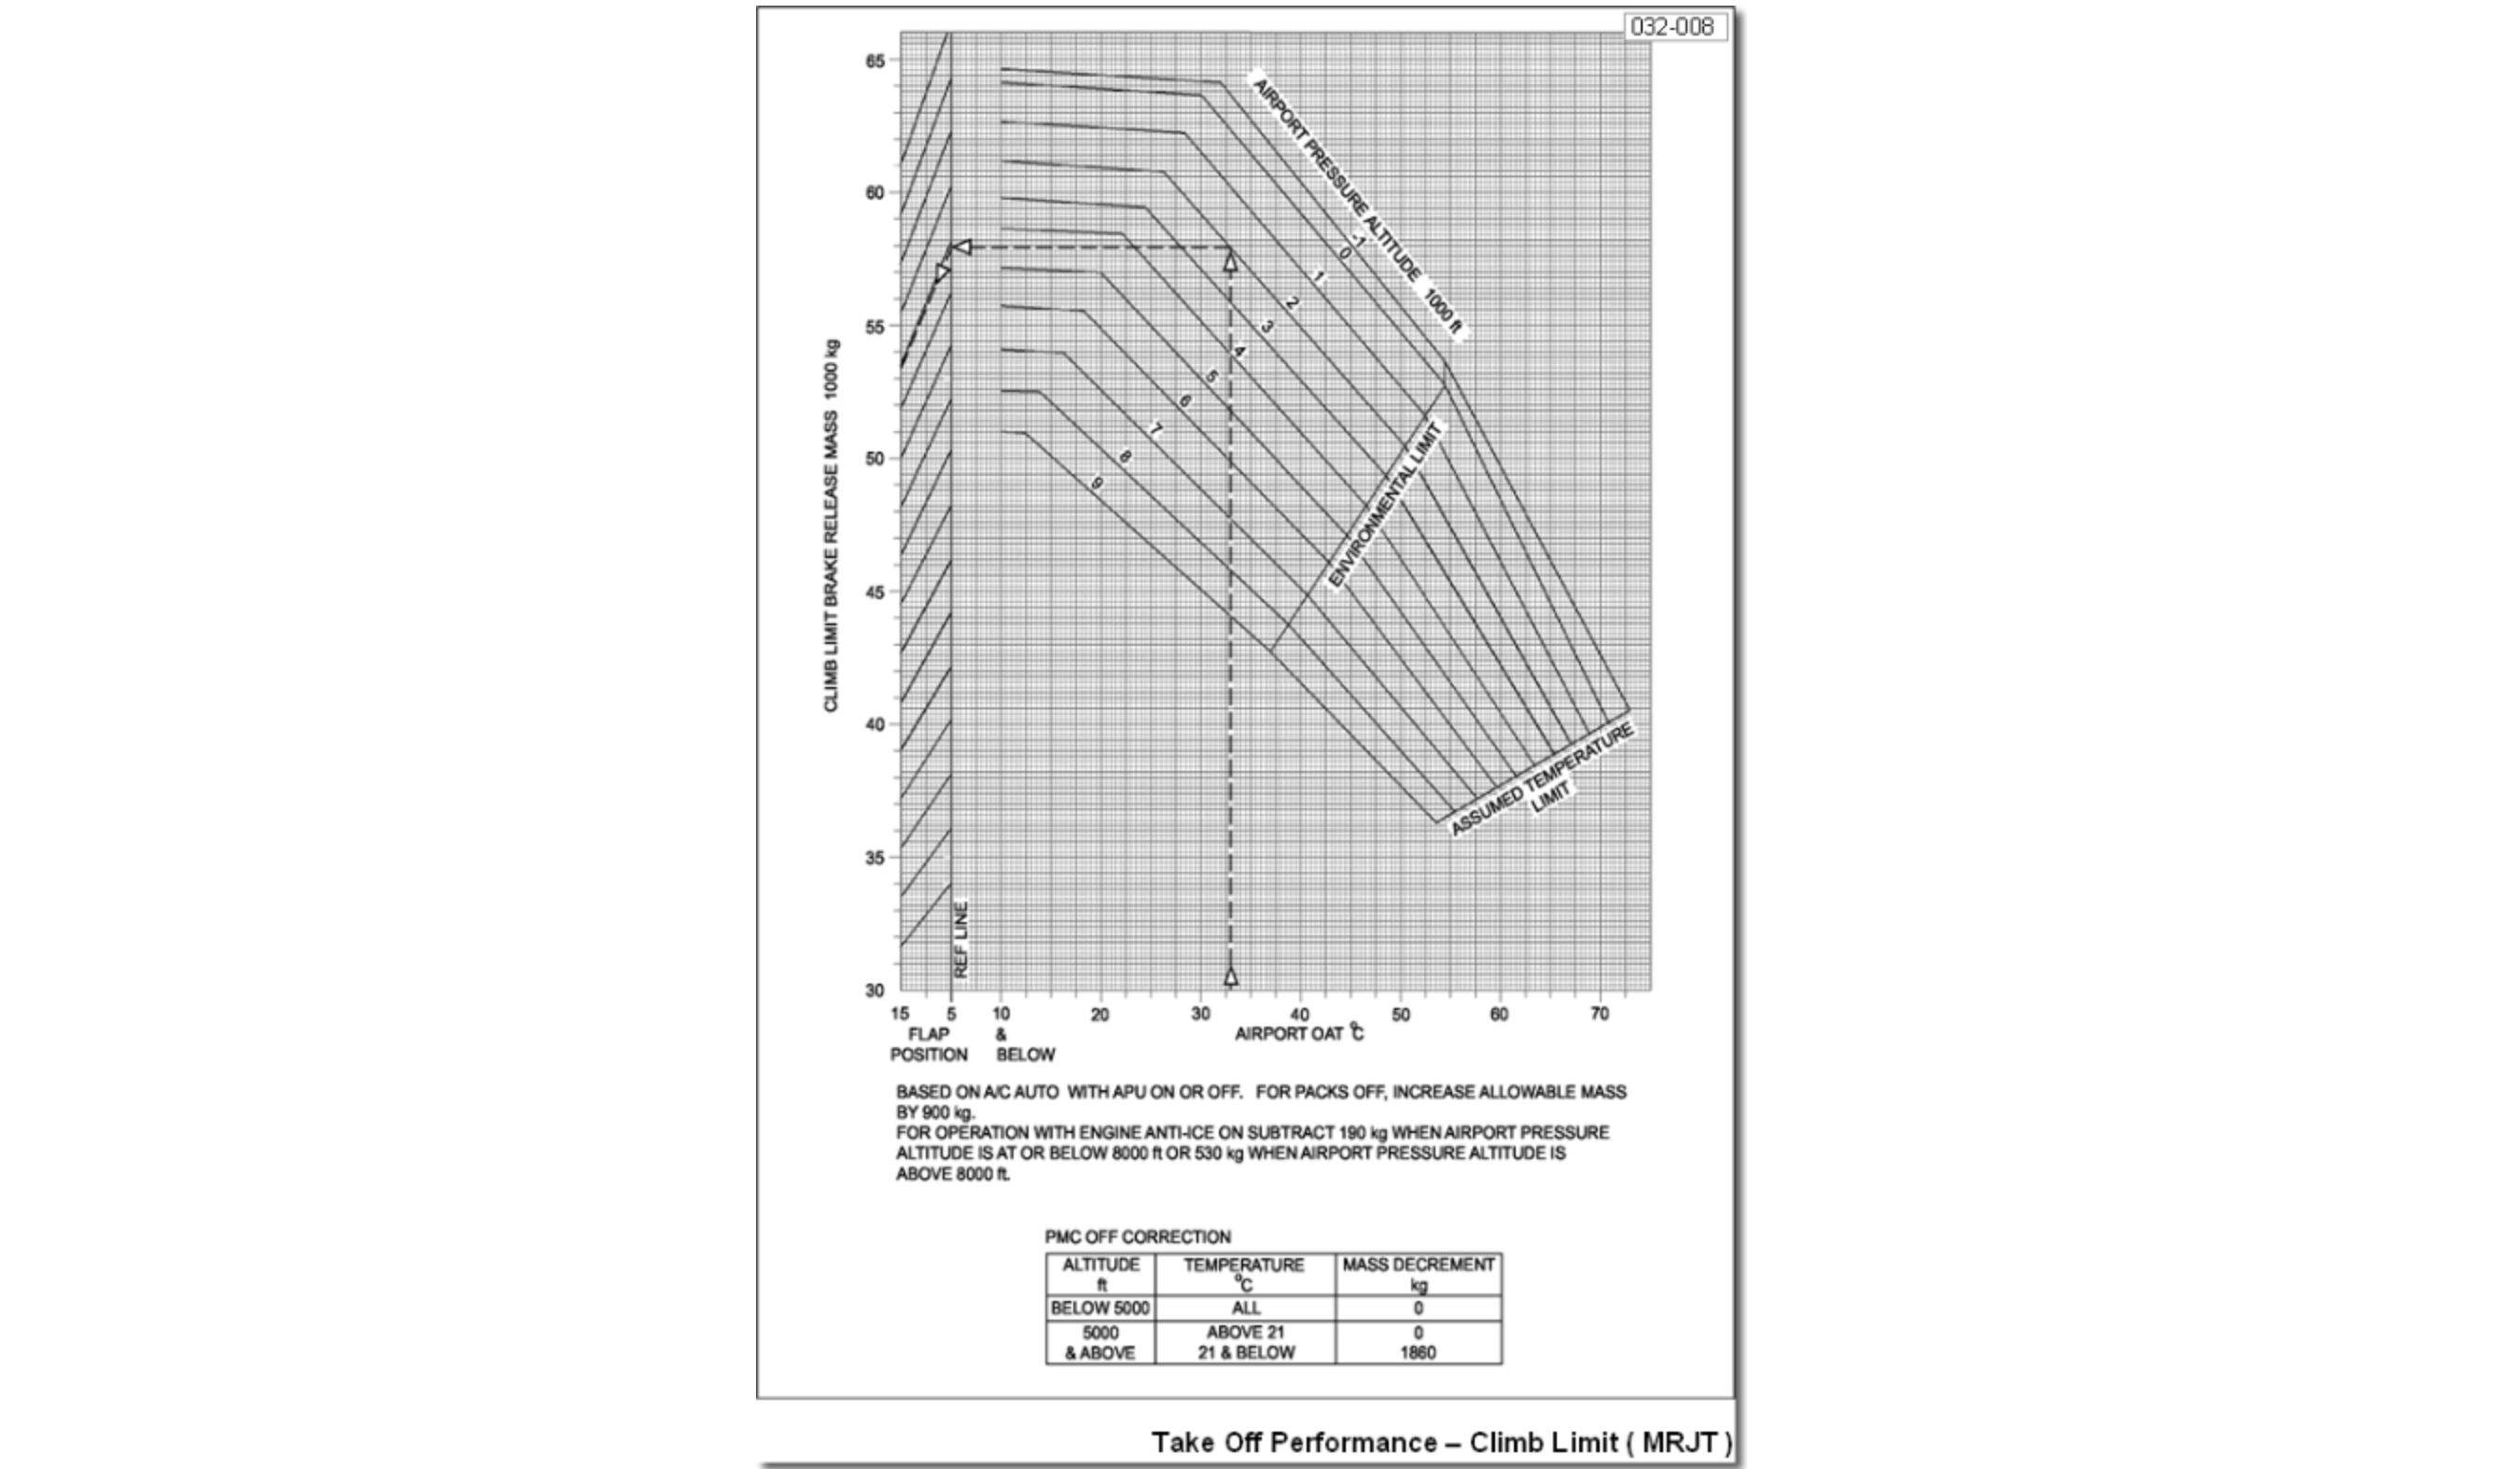 032-008
65
60
55
50
45
40
35
30
CLIMB LIMIT BRAKE RELEASE MASS 1000 kg
AIRPORT PRESSURE ALTITUDE 1000 ft
-1
0
1
2
3
4
5
6
7
8
9
ENVIRONMENTAL LIMIT
ASSUMED TEMPERATURE
LIMIT
REF LINE
15 5 10 20 30 40 50 60 70
FLAP & AIRPORT OAT °C
POSITION BELOW
BASED ON A/C AUTO WITH APU ON OR OFF. FOR PACKS OFF, INCREASE ALLOWABLE MASS
BY 900 kg.
FOR OPERATION WITH ENGINE ANTI-ICE ON SUBTRACT 190 kg WHEN AIRPORT PRESSURE
ALTITUDE IS AT OR BELOW 8000 ft OR 530 kg WHEN AIRPORT PRESSURE ALTITUDE IS
ABOVE 8000 ft.
PMC OFF CORRECTION
ALTITUDE TEMPERATURE MASS DECREMENT
ft °C kg
BELOW 5000 ALL 0
5000 ABOVE 21 0
& ABOVE 21 & BELOW 1860
Take Off Performance – Climb Limit ( MRJT )